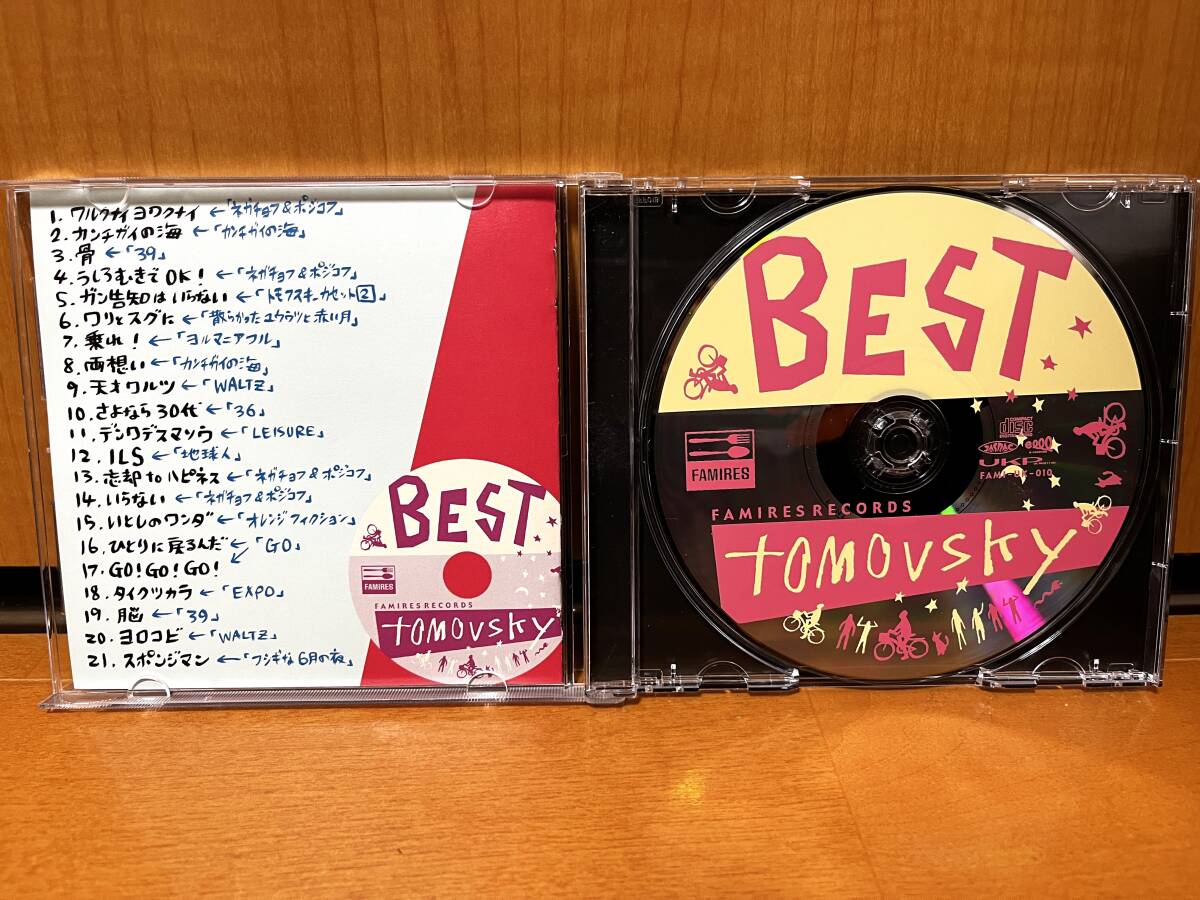 1. ワルクナイヨワクナイ ←「ネガチョフ&ポジコフ」
2. カンチガイの海 ←「カンチガイの海」
3. 骨 ←「39」
4. うしろむきでOK! ←「ネガチョフ&ポジコフ」
5. ガン告知はいらない ←「トモフスキーカセット2」
6. ワリとスグに ←「散らかったユウウツと赤い月」
7. 乗れ! ←「ヨルマニアフル」
8. 両想い ←「カンチガイの海」
9. 天才ワルツ ←「WALTZ」
10. さよなら30代 ←「36」
11. デンワデスマソウ ←「LEISURE」
12. ILS ←「地球人」
13. 忘却toハピネス ←「ネガチョフ&ポジコフ」
14. いらない ←「ネガチョフ&ポジコフ」
15. いとしのワンダ ←「オレンジフィクション」
16. ひとりに戻るんだ ←「GO」
17. GO! GO! GO! ↙
18. タイクツカラ ←「EXPO」
19. 脳 ←「39」
20. ヨロコビ ←「WALTZ」
21. スポンジマン ←「フシギな6月の夜」
BEST
FAMIRES
FAMIRES RECORDS
tomovsky
BEST
FAMIRES
COMPACT
disc
JASRAC
UKP
FAMI-UK-010
FAMIRES RECORDS
tomovsky